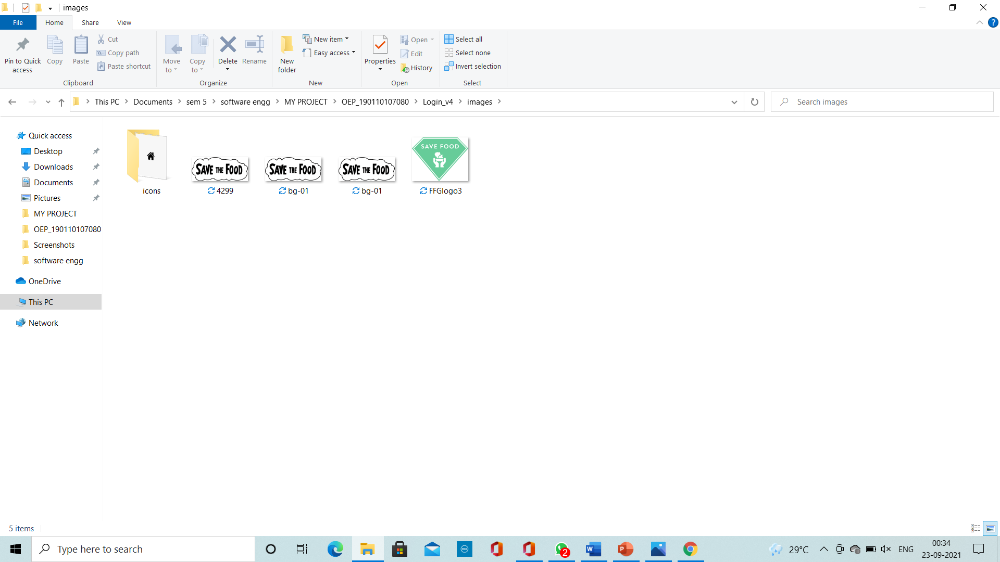 images
File Home Share View
Pin to Quick access
Copy
Paste
Cut
Copy path
Paste shortcut
Clipboard
Move to
Copy to
Delete
Rename
Organize
New folder
New item
Easy access
New
Properties
Open
Edit
History
Open
Select all
Select none
Invert selection
Select
This PC Documents sem 5 software engg MY PROJECT OEP_190110107080 Login_v4 images
Search images
Quick access
Desktop
Downloads
Documents
Pictures
MY PROJECT
OEP_190110107080
Screenshots
software engg
OneDrive
This PC
Network
icons
SAVE THE FOOD
4299
SAVE THE FOOD
bg-01
SAVE THE FOOD
bg-01
SAVE FOOD
FFGlogo3
5 items
Type here to search
DELL
2
W
P
29°C
ENG
00:34
23-09-2021